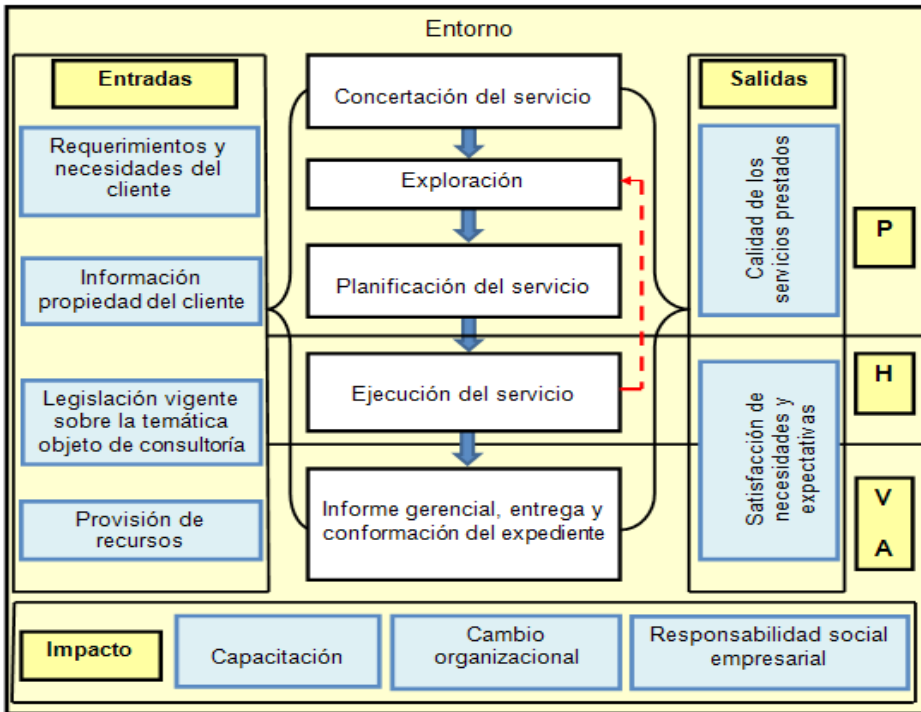 Entorno
Entradas
Requerimientos y
necesidades del
cliente
Información
propiedad del cliente
Legislación vigente
sobre la temática
objeto de consultoría
Provisión de
recursos
Concertación del servicio
Exploración
Planificación del servicio
Ejecución del servicio
Informe gerencial, entrega y
conformación del expediente
Salidas
Calidad de los
servicios prestados
Satisfacción de
necesidades y
expectativas
P
H
V
A
Impacto
Capacitación
Cambio
organizacional
Responsabilidad social
empresarial